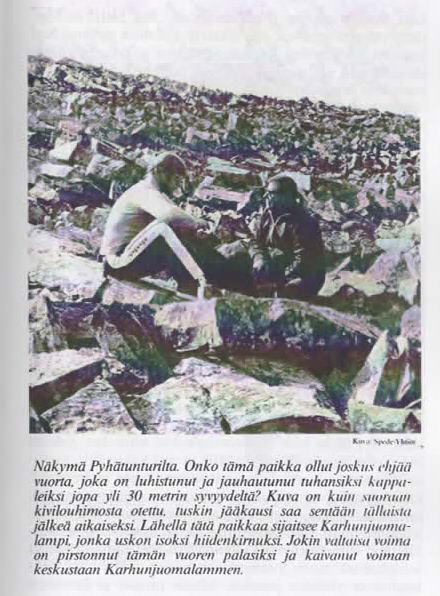 Kuva: Spede-Yhtiöt
Näkymä Pyhätunturilta. Onko tämä paikka ollut joskus ehjää
vuorta, joka on luhistunut ja jauhautunut tuhansiksi kappa-
leiksi jopa yli 30 metrin syvyydeltä? Kuva on kuin suoraan
kivilouhimosta otettu, tuskin jääkausi saa sentään tällaista
jälkeä aikaiseksi. Lähellä tätä paikkaa sijaitsee Karhunjuoma-
lampi, jonka uskon isoksi hiidenkirnuksi. Jokin valtaisa voima
on pirstonnut tämän vuoren palasiksi ja kaivanut voiman
keskustaan Karhunjuomalammen.